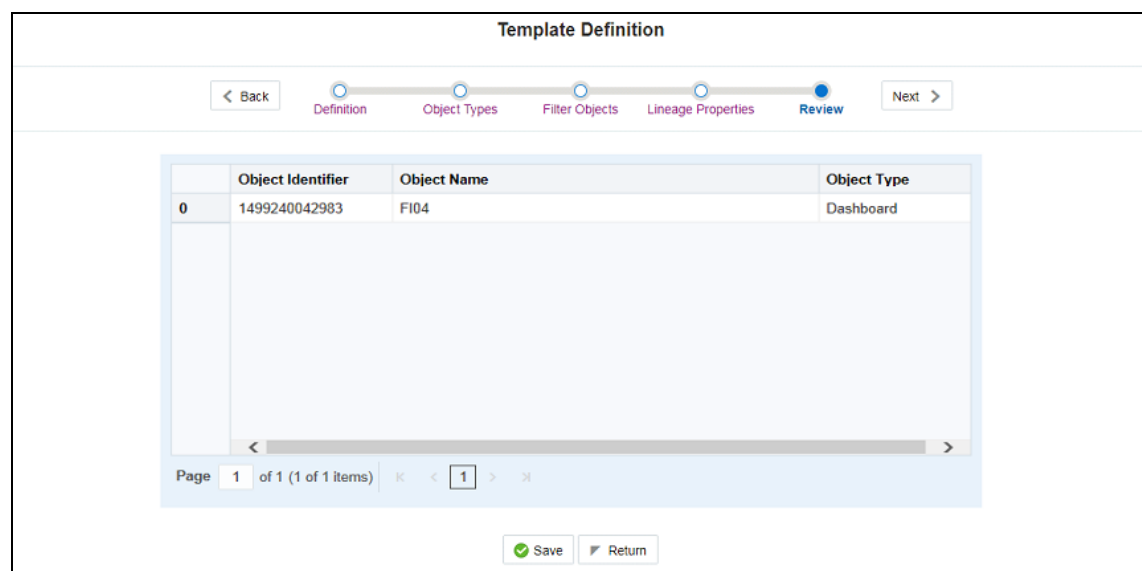 Template Definition
Back Definition Object Types Filter Objects Lineage Properties Review Next
Object Identifier Object Name Object Type
0 1499240042983 FI04 Dashboard
Page 1 of 1 (1 of 1 items) 1
Save Return